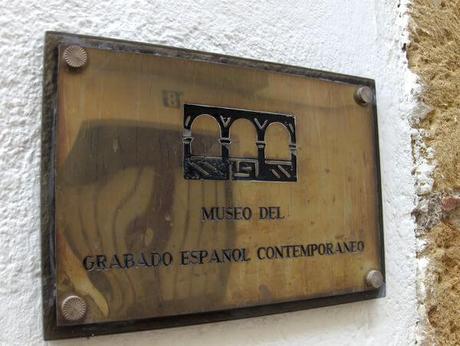 MUSEO DEL
GRABADO ESPAÑOL CONTEMPORANEO